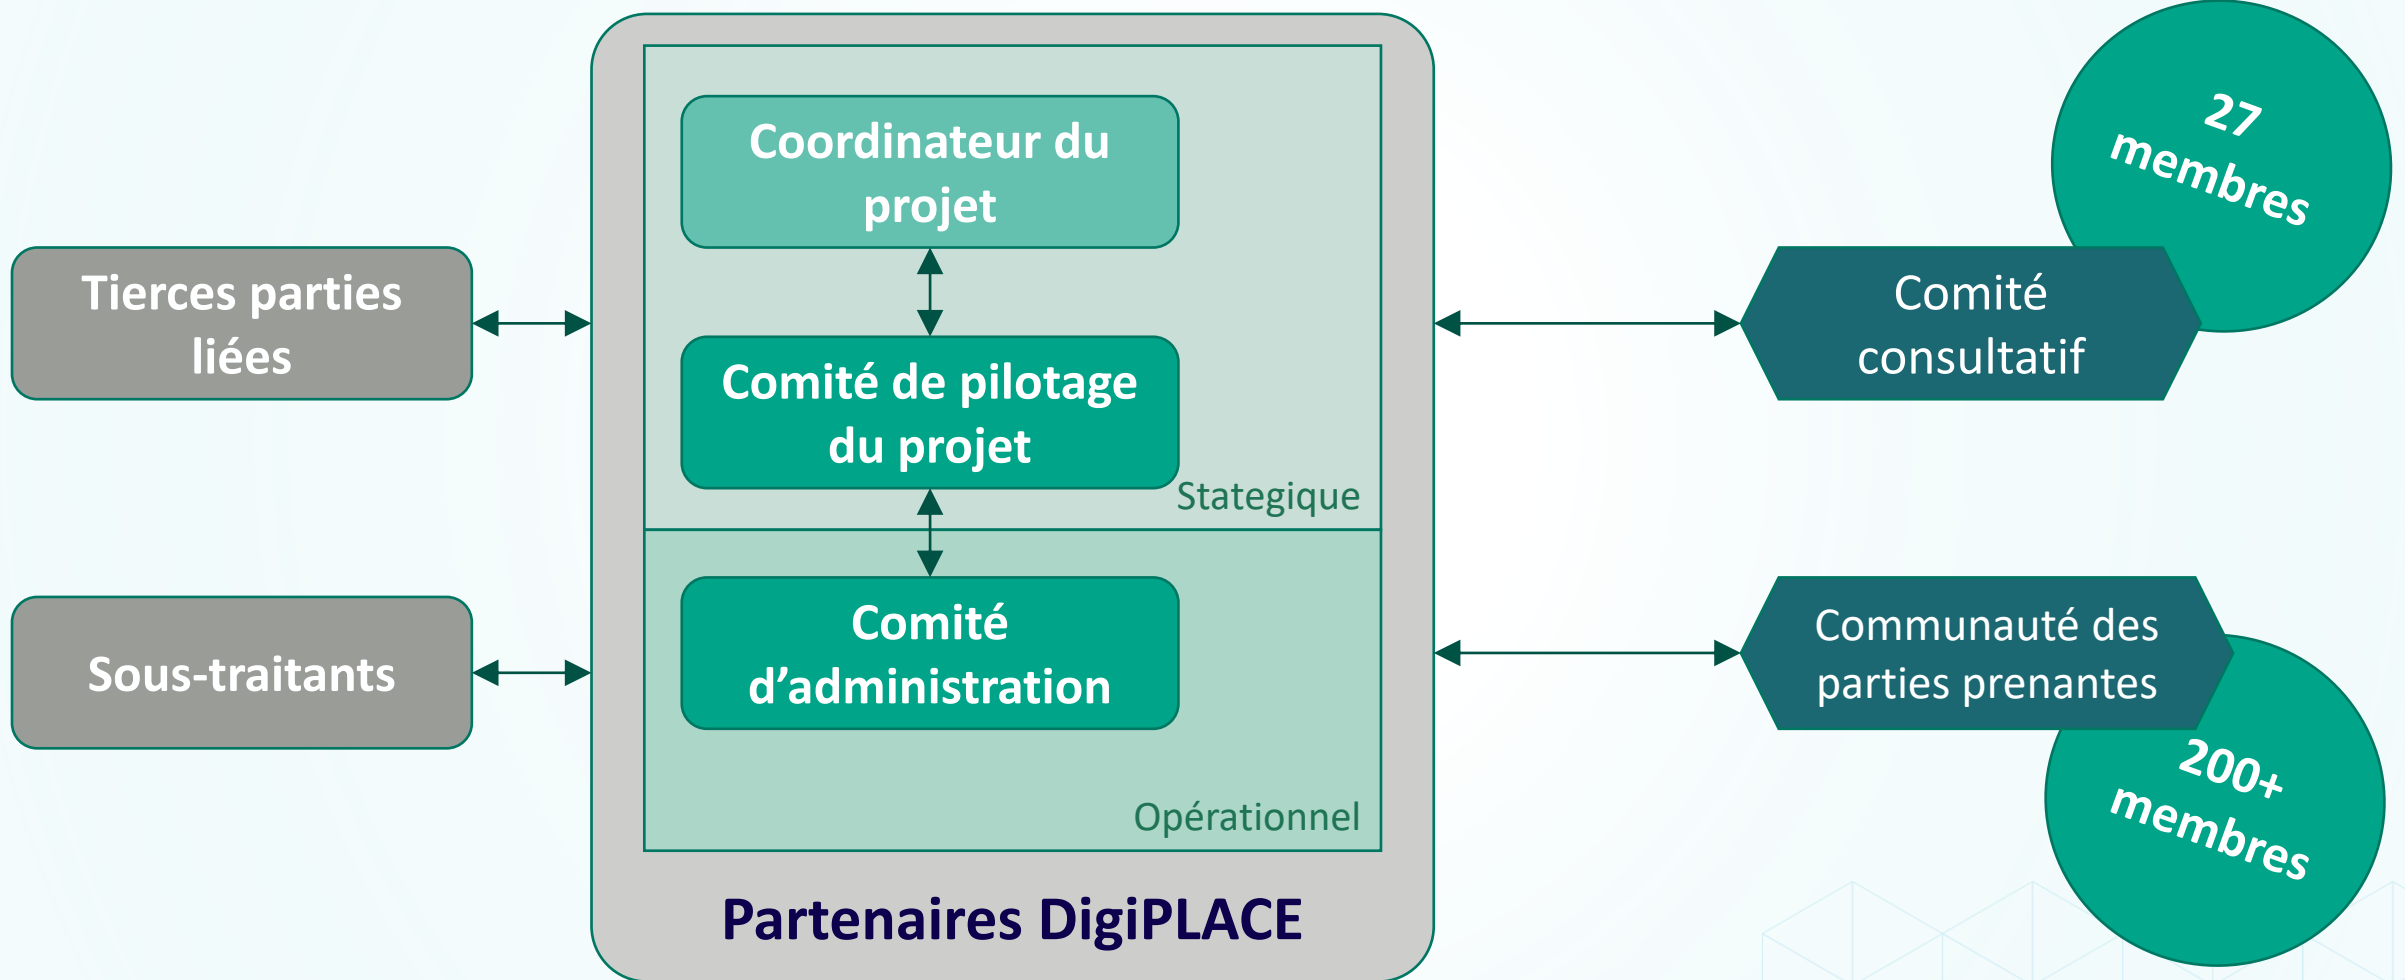 Tierces parties
liées
Sous-traitants
Coordinateur du
projet
Comité de pilotage
du projet
Stategique
Comité
d’administration
Opérationnel
Partenaires DigiPLACE
27
membres
Comité
consultatif
Communauté des
parties prenantes
200+
membres